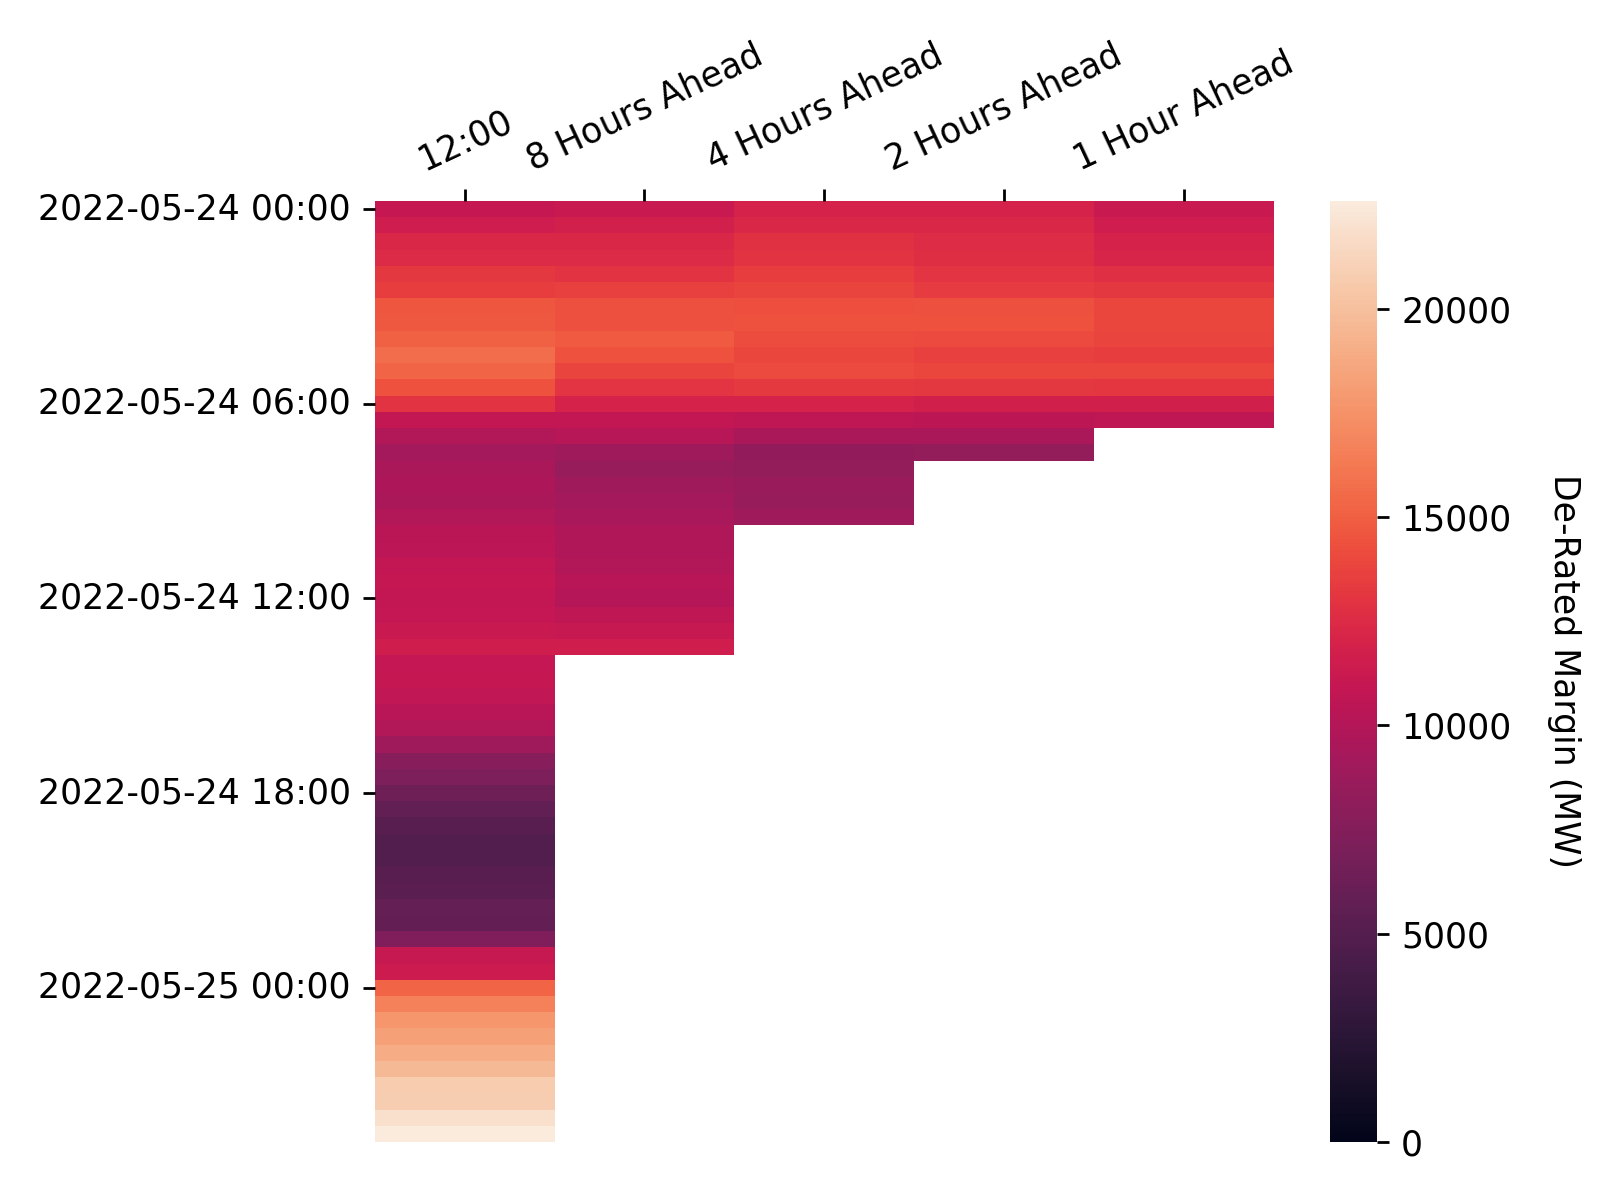 12:00
8 Hours Ahead
4 Hours Ahead
2 Hours Ahead
1 Hour Ahead
2022-05-24 00:00
2022-05-24 06:00
2022-05-24 12:00
2022-05-24 18:00
2022-05-25 00:00
20000
15000
10000
5000
0
De-Rated Margin (MW)